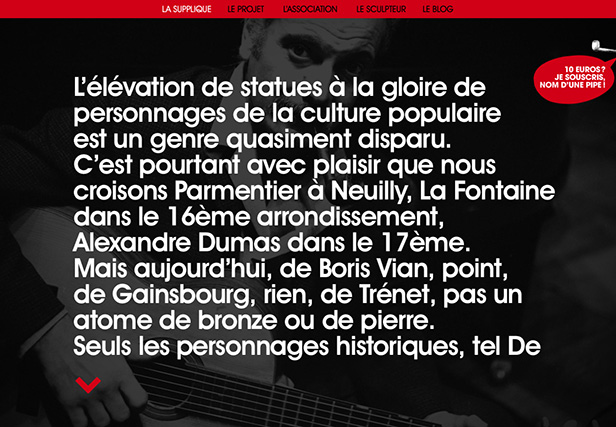 LA SUPPLIQUE LE PROJET L'ASSOCIATION LE SCULPTEUR LE BLOG
10 EUROS?
JE SOUSCRIS,
NOM D'UNE PIPE!
L'élévation de statues à la gloire de
personnages de la culture populaire
est un genre quasiment disparu.
C'est pourtant avec plaisir que nous
croisons Parmentier à Neuilly, La Fontaine
dans le 16ème arrondissement,
Alexandre Dumas dans le 17ème.
Mais aujourd'hui, de Boris Vian, point,
de Gainsbourg, rien, de Trénet, pas un
atome de bronze ou de pierre.
Seuls les personnages historiques, tel De